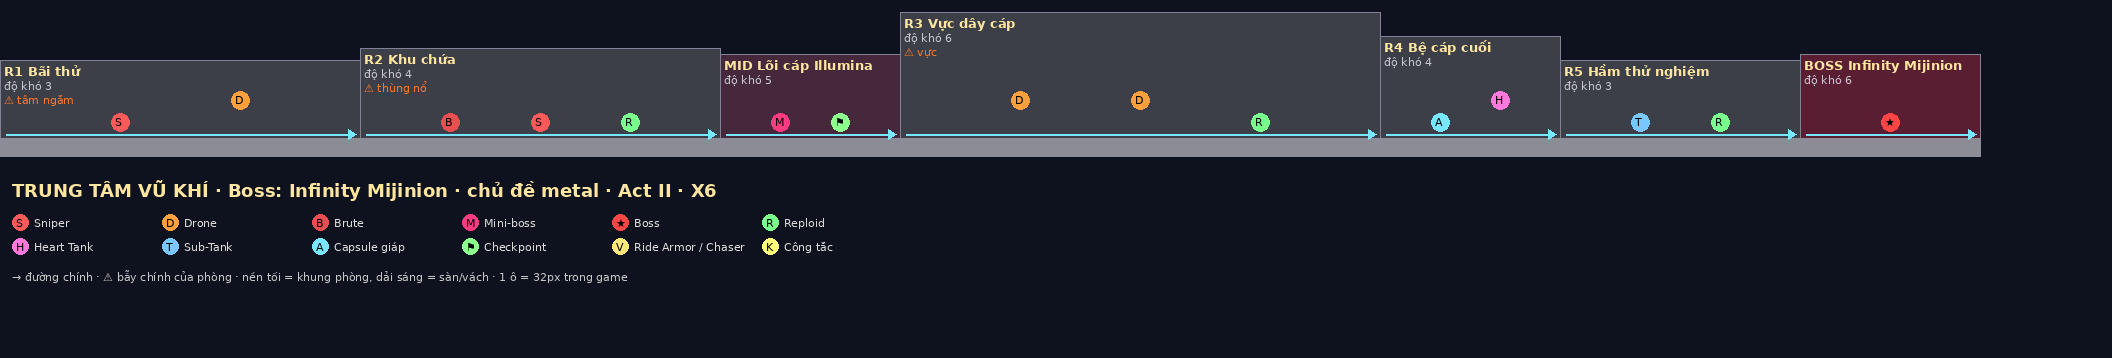 R1 Bãi thử
độ khó 3
⚠ tâm ngắm
S
D
R2 Khu chứa
độ khó 4
⚠ thùng nổ
B
S
R
MID Lõi cáp Illumina
độ khó 5
M
⚑
R3 Vực dây cáp
độ khó 6
⚠ vực
D
D
R
R4 Bệ cáp cuối
độ khó 4
A
H
R5 Hầm thử nghiệm
độ khó 3
T
R
BOSS Infinity Mijinion
độ khó 6
★
TRUNG TÂM VŨ KHÍ · Boss: Infinity Mijinion · chủ đề metal · Act II · X6
S Sniper D Drone B Brute M Mini-boss ★ Boss R Reploid
H Heart Tank T Sub-Tank A Capsule giáp ⚑ Checkpoint V Ride Armor / Chaser K Công tắc
→ đường chính · ⚠ bẫy chính của phòng · nền tối = khung phòng, dải sáng = sàn/vách · 1 ô = 32px trong game